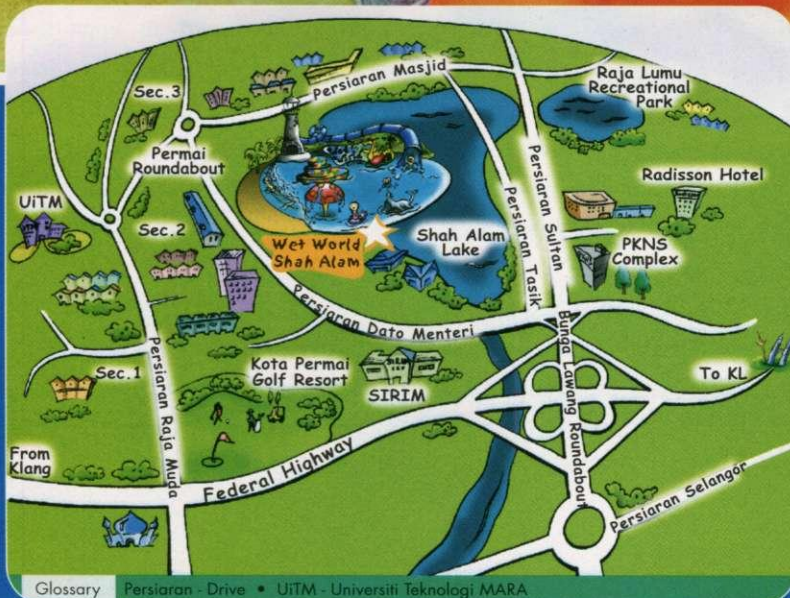 Persiaran Masjid
Raja Lumu
Recreational
Park
Sec.3
Permai
Roundabout
Radisson Hotel
UiTM
Sec.2
Persiaran Sultan
Persiaran Tasik
Wet World
Shah Alam
Shah Alam
Lake
PKNS
Complex
Persiaran Dato Menteri
Persiaran Raja Muda
Sec.1
Kota Permai
Golf Resort
SIRIM
Bunga Lawang Roundabout
To KL
From
Klang
Federal Highway
Persiaran Selangor
Glossary Persiaran - Drive • UiTM - Universiti Teknologi MARA